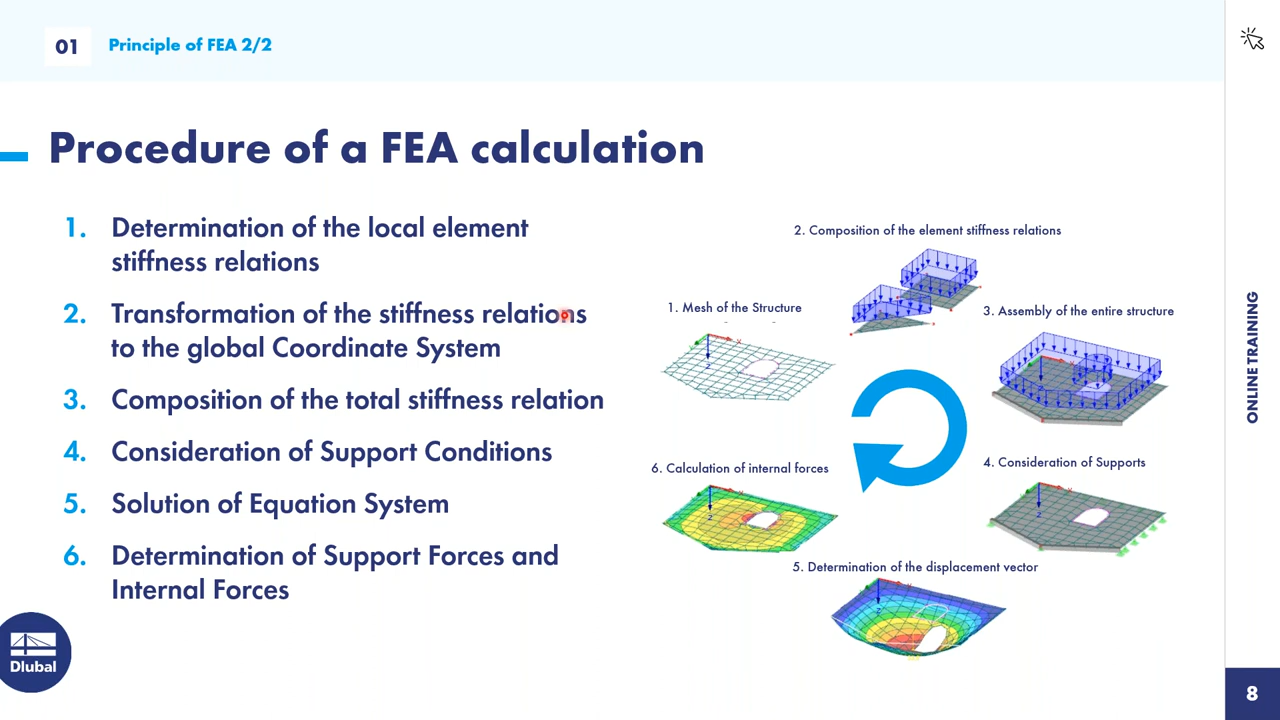 01
Principle of FEA 2/2
Procedure of a FEA calculation
1. Determination of the local element
stiffness relations
2. Transformation of the stiffness relations
to the global Coordinate System
3. Composition of the total stiffness relation
4. Consideration of Support Conditions
5. Solution of Equation System
6. Determination of Support Forces and
Internal Forces
2. Composition of the element stiffness relations
1. Mesh of the Structure
3. Assembly of the entire structure
6. Calculation of internal forces
4. Consideration of Supports
5. Determination of the displacement vector
ONLINE TRAINING
Dlubal
8